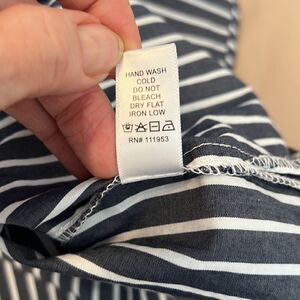 HAND WASH
COLD
DO NOT
BLEACH
DRY FLAT
IRON LOW
RN# 111953